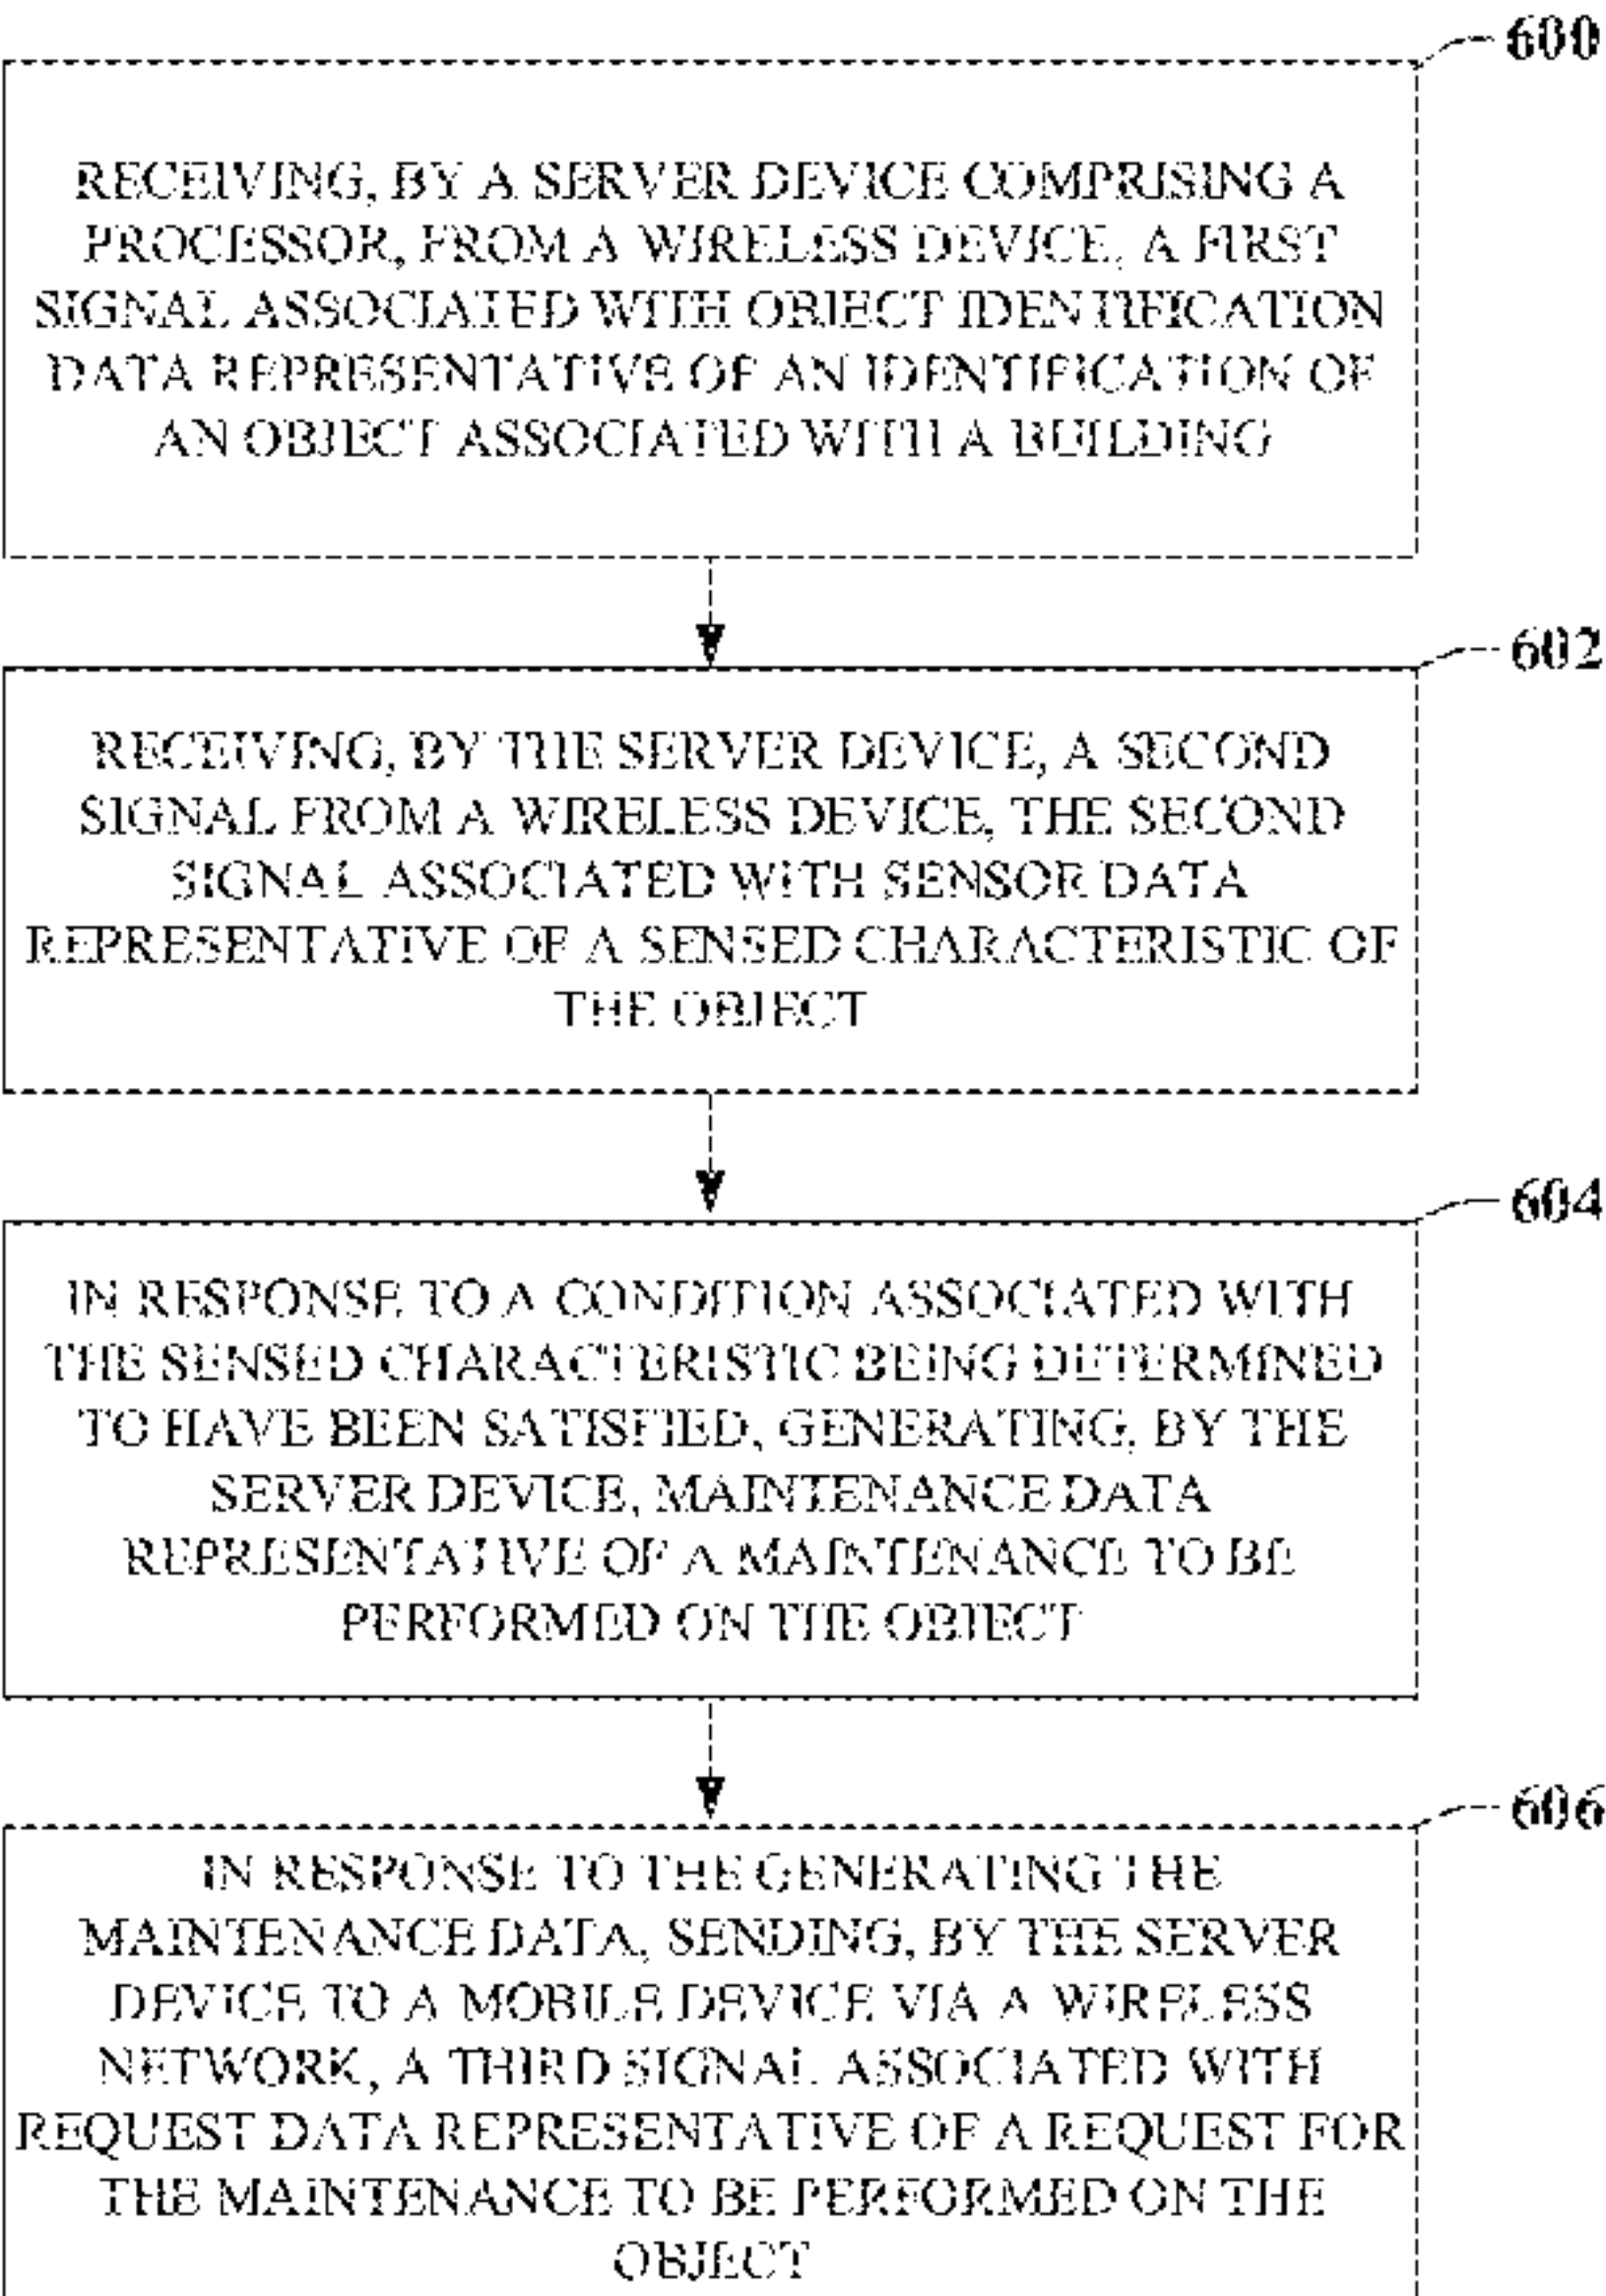 600
RECEIVING, BY A SERVER DEVICE COMPRISING A
PROCESSOR, FROM A WIRELESS DEVICE, A FIRST
SIGNAL ASSOCIATED WITH OBJECT IDENTIFICATION
DATA REPRESENTATIVE OF AN IDENTIFICATION OF
AN OBJECT ASSOCIATED WITH A BUILDING
602
RECEIVING, BY THE SERVER DEVICE, A SECOND
SIGNAL FROM A WIRELESS DEVICE, THE SECOND
SIGNAL ASSOCIATED WITH SENSOR DATA
REPRESENTATIVE OF A SENSED CHARACTERISTIC OF
THE OBJECT
604
IN RESPONSE TO A CONDITION ASSOCIATED WITH
THE SENSED CHARACTERISTIC BEING DETERMINED
TO HAVE BEEN SATISFIED, GENERATING, BY THE
SERVER DEVICE, MAINTENANCE DATA
REPRESENTATIVE OF A MAINTENANCE TO BE
PERFORMED ON THE OBJECT
606
IN RESPONSE TO THE GENERATING THE
MAINTENANCE DATA, SENDING, BY THE SERVER
DEVICE TO A MOBILE DEVICE VIA A WIRELESS
NETWORK, A THIRD SIGNAL ASSOCIATED WITH
REQUEST DATA REPRESENTATIVE OF A REQUEST FOR
THE MAINTENANCE TO BE PERFORMED ON THE
OBJECT